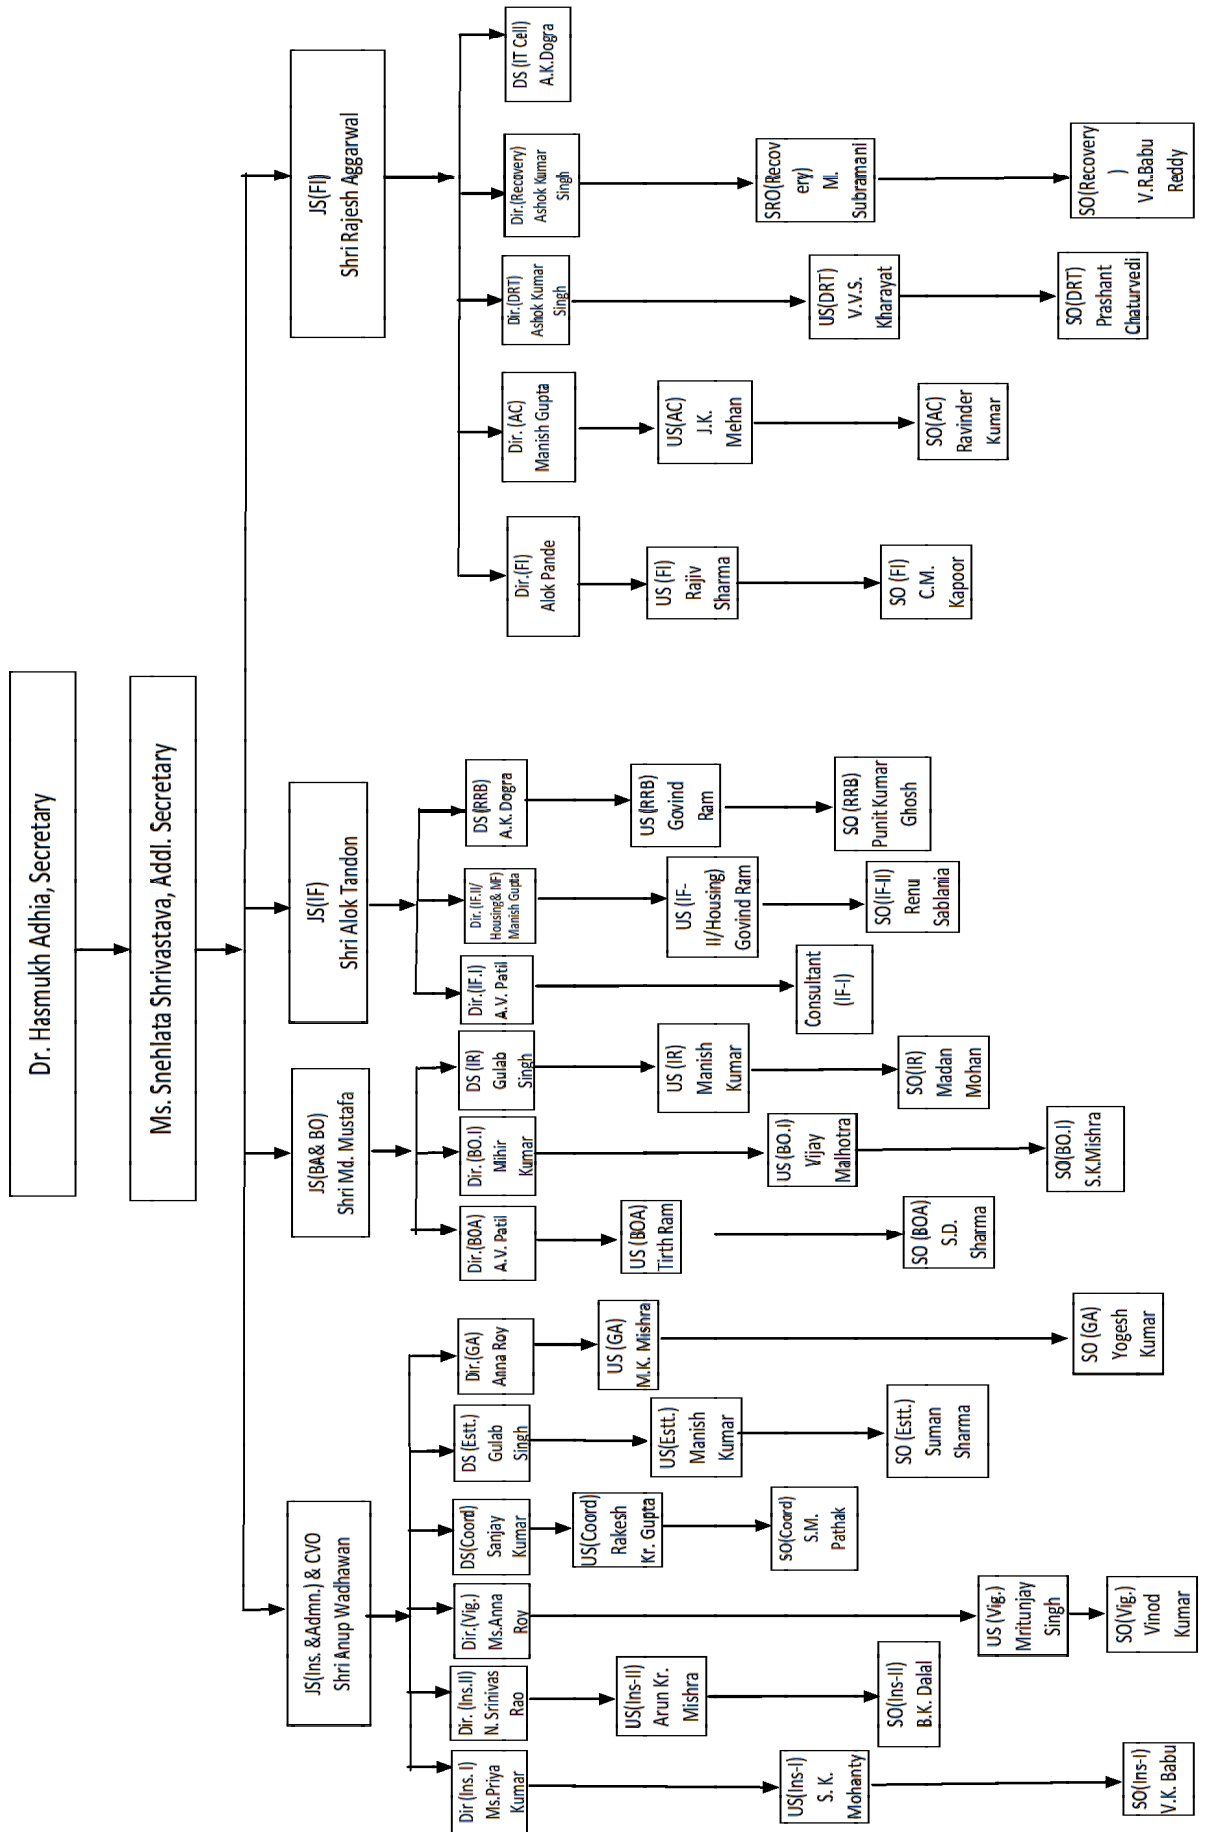 Dr. Hasmukh Adhia, Secretary
Ms. Snehlata Shrivastava, Addl. Secretary
JS(Ins. &Admn.) & CVO
Shri Anup Wadhawan
JS(BA& BO)
Shri Md. Mustafa
JS(IF)
Shri Alok Tandon
JS(FI)
Shri Rajesh Aggarwal
Dir (Ins. I)
Ms.Priya
Kumar
Dir. (Ins.II)
N. Srinivas
Rao
Dir.(Vig.)
Ms.Anna
Roy
DS(Coord)
Sanjay
Kumar
DS (Estt.)
Gulab
Singh
Dir.(GA)
Anna Roy
Dir.(BOA)
A.V. Patil
Dir. (BO.I)
Mihir
Kumar
DS (IR)
Gulab
Singh
Dir.(IF.I)
A.V. Patil
Dir. (IF.II/
Housing& MF)
Manish Gupta
DS (RRB)
A.K. Dogra
Dir.(FI)
Alok Pande
Dir. (AC)
Manish Gupta
Dir.(DRT)
Ashok Kumar
Singh
Dir.(Recovery)
Ashok Kumar
Singh
DS (IT Cell)
A.K.Dogra
US(Ins-I)
S. K.
Mohanty
US(Ins-II)
Arun Kr.
Mishra
US (Vig.)
Mritunjay
Singh
US(Coord)
Rakesh
Kr. Gupta
US(Estt.)
Manish
Kumar
US (GA)
M.K. Mishra
US (BOA)
Tirth Ram
US (BO.I)
Vijay
Malhotra
US (IR)
Manish
Kumar
Consultant
(IF-I)
US (IF-
II/Housing)
Govind Ram
US (RRB)
Govind
Ram
US (FI)
Rajiv
Sharma
US(AC)
J.K.
Mehan
US(DRT)
V.V.S.
Kharayat
SRO(Recov
ery)
M.
Subramani
SO(Ins-I)
V.K. Babu
SO(Ins-II)
B.K. Dalal
SO(Vig.)
Vinod
Kumar
SO(Coord)
S.M.
Pathak
SO (Estt.)
Suman
Sharma
SO (GA)
Yogesh
Kumar
SO (BOA)
S.D.
Sharma
SO(BO.I)
S.K.Mishra
SO(IR)
Madan
Mohan
SO(IF-II)
Renu
Sablania
SO (RRB)
Punit Kumar
Ghosh
SO (FI)
C.M.
Kapoor
SO(AC)
Ravinder
Kumar
SO(DRT)
Prashant
Chaturvedi
SO(Recovery
)
V.R.Babu
Reddy